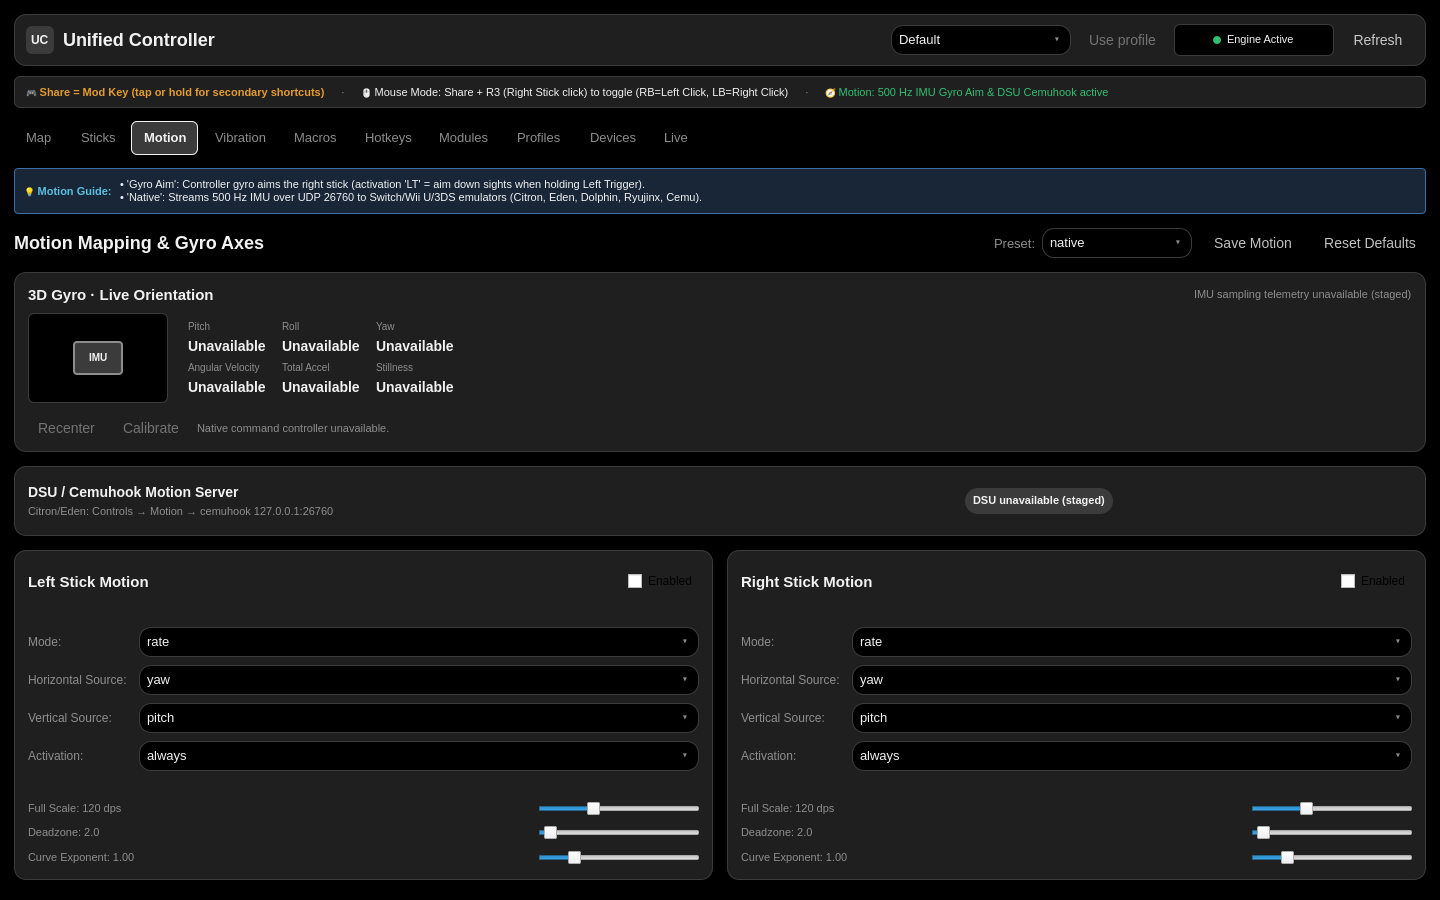 UC Unified Controller
Default
Use profile
Engine Active
Refresh
Share = Mod Key (tap or hold for secondary shortcuts) · Mouse Mode: Share + R3 (Right Stick click) to toggle (RB=Left Click, LB=Right Click) · Motion: 500 Hz IMU Gyro Aim & DSU Cemuhook active
Map Sticks Motion Vibration Macros Hotkeys Modules Profiles Devices Live
Motion Guide:
• 'Gyro Aim': Controller gyro aims the right stick (activation 'LT' = aim down sights when holding Left Trigger).
• 'Native': Streams 500 Hz IMU over UDP 26760 to Switch/Wii U/3DS emulators (Citron, Eden, Dolphin, Ryujinx, Cemu).
Motion Mapping & Gyro Axes
Preset: native
Save Motion
Reset Defaults
3D Gyro · Live Orientation
IMU sampling telemetry unavailable (staged)
IMU
Pitch Roll Yaw
Unavailable Unavailable Unavailable
Angular Velocity Total Accel Stillness
Unavailable Unavailable Unavailable
Recenter Calibrate Native command controller unavailable.
DSU / Cemuhook Motion Server
Citron/Eden: Controls → Motion → cemuhook 127.0.0.1:26760
DSU unavailable (staged)
Left Stick Motion
Enabled
Mode: rate
Horizontal Source: yaw
Vertical Source: pitch
Activation: always
Full Scale: 120 dps
Deadzone: 2.0
Curve Exponent: 1.00
Right Stick Motion
Enabled
Mode: rate
Horizontal Source: yaw
Vertical Source: pitch
Activation: always
Full Scale: 120 dps
Deadzone: 2.0
Curve Exponent: 1.00